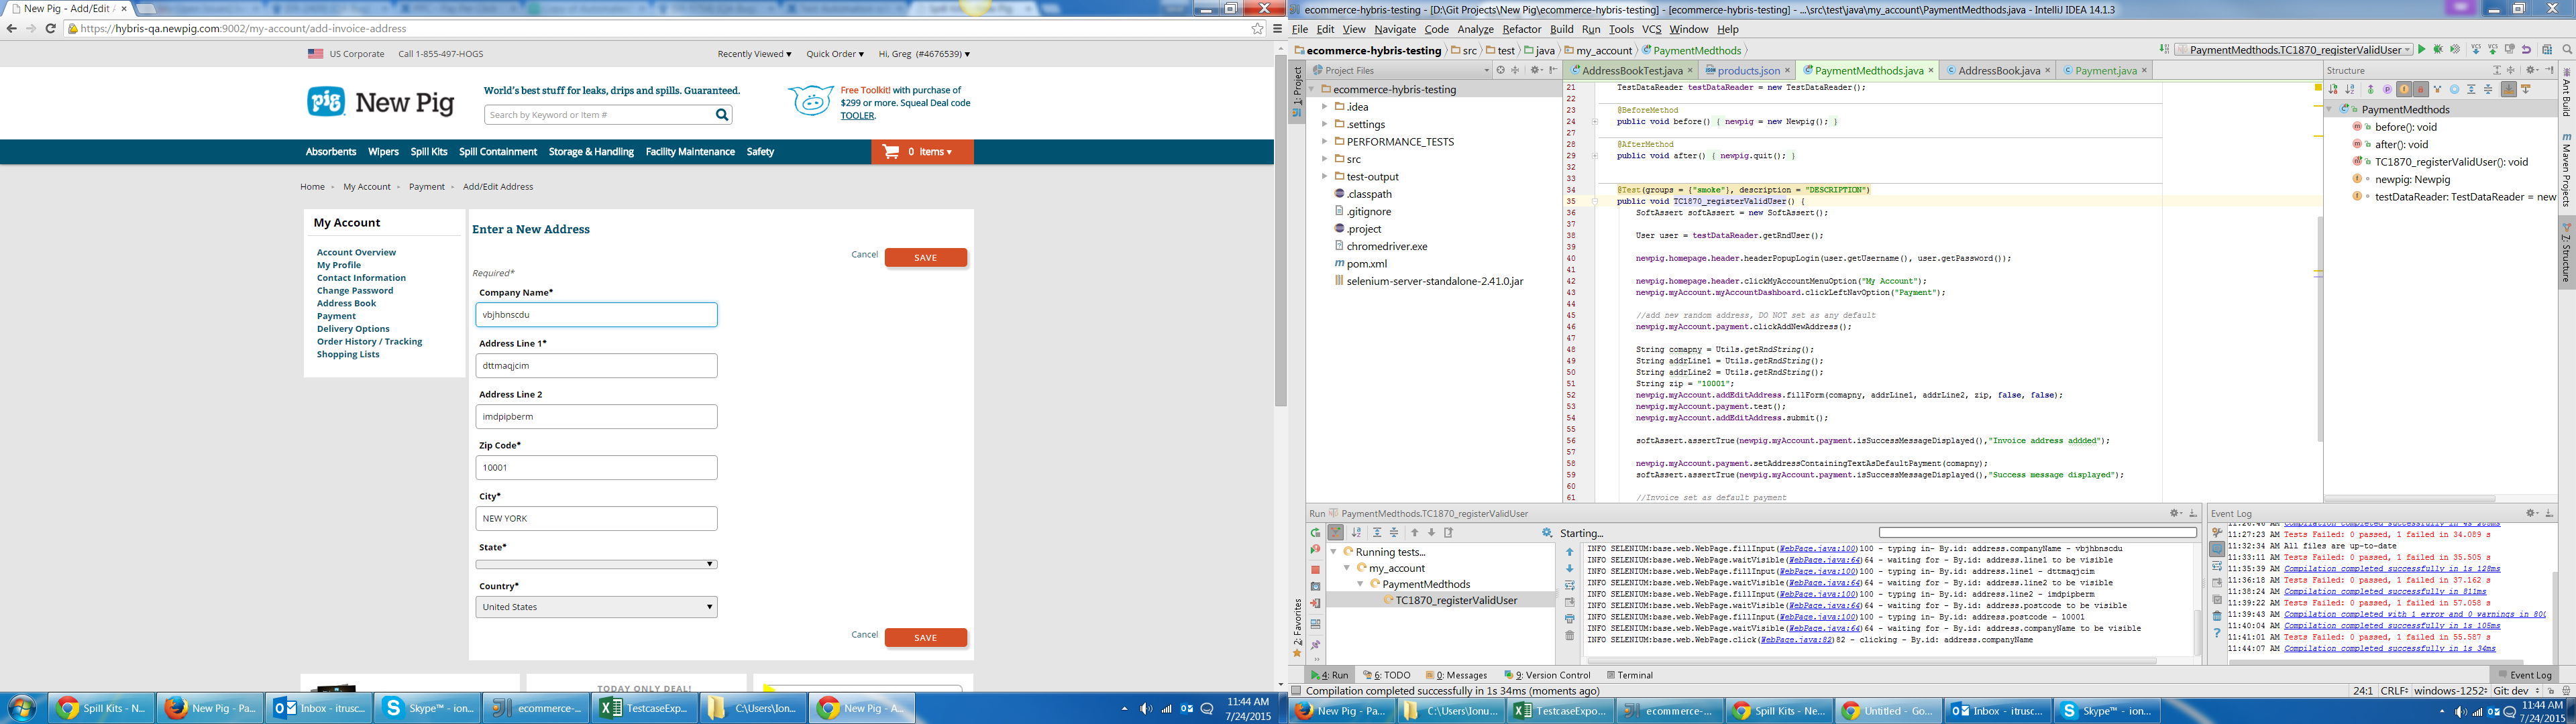 New Pig - Add/Edit A
https://hybris-qa.newpig.com:9002/my-account/add-invoice-address
US Corporate Call 1-855-497-HOGS
Recently Viewed ▾ Quick Order ▾ Hi, Greg (#4676539) ▾
pig New Pig
World's best stuff for leaks, drips and spills. Guaranteed.
Search by Keyword or Item #
Free Toolkit! with purchase of
$299 or more. Squeal Deal code
TOOLER.
Absorbents Wipers Spill Kits Spill Containment Storage & Handling Facility Maintenance Safety
0 items ▾
Home My Account Payment Add/Edit Address
My Account
Account Overview
My Profile
Contact Information
Change Password
Address Book
Payment
Delivery Options
Order History / Tracking
Shopping Lists
Enter a New Address
Cancel SAVE
Required*
Company Name*
vbjhbnscdu
Address Line 1*
dttmaqjcim
Address Line 2
imdpipberm
Zip Code*
10001
City*
NEW YORK
State*
Country*
United States
Cancel SAVE
TODAY ONLY DEAL!
Spill Kits - N...
New Pig - Pa...
Inbox - itrusc...
Skype™ - ion...
ecommerce-...
TestcaseExp...
C:\Users\Ion...
New Pig - A...
11:44 AM
7/24/2015
ecommerce-hybris-testing - [D:\Git Projects\New Pig\ecommerce-hybris-testing] - [ecommerce-hybris-testing] - ...\src\test\java\my_account\PaymentMedthods.java - IntelliJ IDEA 14.1.3
File Edit View Navigate Code Analyze Refactor Build Run Tools VCS Window Help
ecommerce-hybris-testing src test java my_account PaymentMedthods
PaymentMedthods.TC1870_registerValidUser
1: Project
Project Files
ecommerce-hybris-testing
.idea
.settings
PERFORMANCE_TESTS
src
test-output
.classpath
.gitignore
.project
chromedriver.exe
pom.xml
selenium-server-standalone-2.41.0.jar
AddressBookTest.java products.json PaymentMedthods.java AddressBook.java Payment.java
21 TestDataReader testDataReader = new TestDataReader();
22
23 @BeforeMethod
24 public void before() { newpig = new Newpig(); }
27
28 @AfterMethod
29 public void after() { newpig.quit(); }
32
33
34 @Test(groups = {"smoke"}, description = "DESCRIPTION")
35 public void TC1870_registerValidUser() {
36 SoftAssert softAssert = new SoftAssert();
37
38 User user = testDataReader.getRndUser();
39
40 newpig.homepage.header.headerPopupLogin(user.getUsername(), user.getPassword());
41
42 newpig.homepage.header.clickMyAccountMenuOption("My Account");
43 newpig.myAccount.myAccountDashboard.clickLeftNavOption("Payment");
44
45 //add new random address, DO NOT set as any default
46 newpig.myAccount.payment.clickAddNewAddress();
47
48 String comapny = Utils.getRndString();
49 String addrLine1 = Utils.getRndString();
50 String addrLine2 = Utils.getRndString();
51 String zip = "10001";
52 newpig.myAccount.addEditAddress.fillForm(comapny, addrLine1, addrLine2, zip, false, false);
53 newpig.myAccount.payment.test();
54 newpig.myAccount.addEditAddress.submit();
55
56 softAssert.assertTrue(newpig.myAccount.payment.isSuccessMessageDisplayed(),"Invoice address addded");
57
58 newpig.myAccount.payment.setAddressContainingTextAsDefaultPayment(comapny);
59 softAssert.assertTrue(newpig.myAccount.payment.isSuccessMessageDisplayed(),"Success message displayed");
60
61 //Invoice set as default payment
Structure
PaymentMedthods
before(): void
after(): void
TC1870_registerValidUser(): void
newpig: Newpig
testDataReader: TestDataReader = new
Ant Build
Maven Projects
Z: Structure
2: Favorites
Run PaymentMedthods.TC1870_registerValidUser
Starting...
Running tests...
my_account
PaymentMedthods
TC1870_registerValidUser
INFO SELENIUM:base.web.WebPage.fillInput(WebPage.java:100)100 - typing in- By.id: address.companyName - vbjhbnscdu
INFO SELENIUM:base.web.WebPage.waitVisible(WebPage.java:64)64 - waiting for - By.id: address.line1 to be visible
INFO SELENIUM:base.web.WebPage.fillInput(WebPage.java:100)100 - typing in- By.id: address.line1 - dttmaqjcim
INFO SELENIUM:base.web.WebPage.waitVisible(WebPage.java:64)64 - waiting for - By.id: address.line2 to be visible
INFO SELENIUM:base.web.WebPage.fillInput(WebPage.java:100)100 - typing in- By.id: address.line2 - imdpipberm
INFO SELENIUM:base.web.WebPage.waitVisible(WebPage.java:64)64 - waiting for - By.id: address.postcode to be visible
INFO SELENIUM:base.web.WebPage.fillInput(WebPage.java:100)100 - typing in- By.id: address.postcode - 10001
INFO SELENIUM:base.web.WebPage.waitVisible(WebPage.java:64)64 - waiting for - By.id: address.companyName to be visible
INFO SELENIUM:base.web.WebPage.click(WebPage.java:82)82 - clicking - By.id: address.companyName
Event Log
11:27:23 AM Tests Failed: 0 passed, 1 failed in 34.089 s
11:32:34 AM All files are up-to-date
11:33:11 AM Tests Failed: 0 passed, 1 failed in 35.505 s
11:35:39 AM Compilation completed successfully in 1s 128ms
11:36:18 AM Tests Failed: 0 passed, 1 failed in 37.162 s
11:38:24 AM Compilation completed successfully in 811ms
11:39:22 AM Tests Failed: 0 passed, 1 failed in 57.058 s
11:39:43 AM Compilation completed with 1 error and 0 warnings in 800
11:40:04 AM Compilation completed successfully in 1s 108ms
11:41:01 AM Tests Failed: 0 passed, 1 failed in 55.587 s
11:44:07 AM Compilation completed successfully in 1s 34ms
4: Run 6: TODO 0: Messages 9: Version Control Terminal
Event Log
Compilation completed successfully in 1s 34ms (moments ago)
24:1 CRLF windows-1252 Git: dev
New Pig - Pa...
C:\Users\Ionu...
TestcaseExpo...
ecommerce-...
Spill Kits - Ne...
Untitled - Go...
Inbox - itrusc...
Skype™ - ion...
11:44 AM
7/24/2015